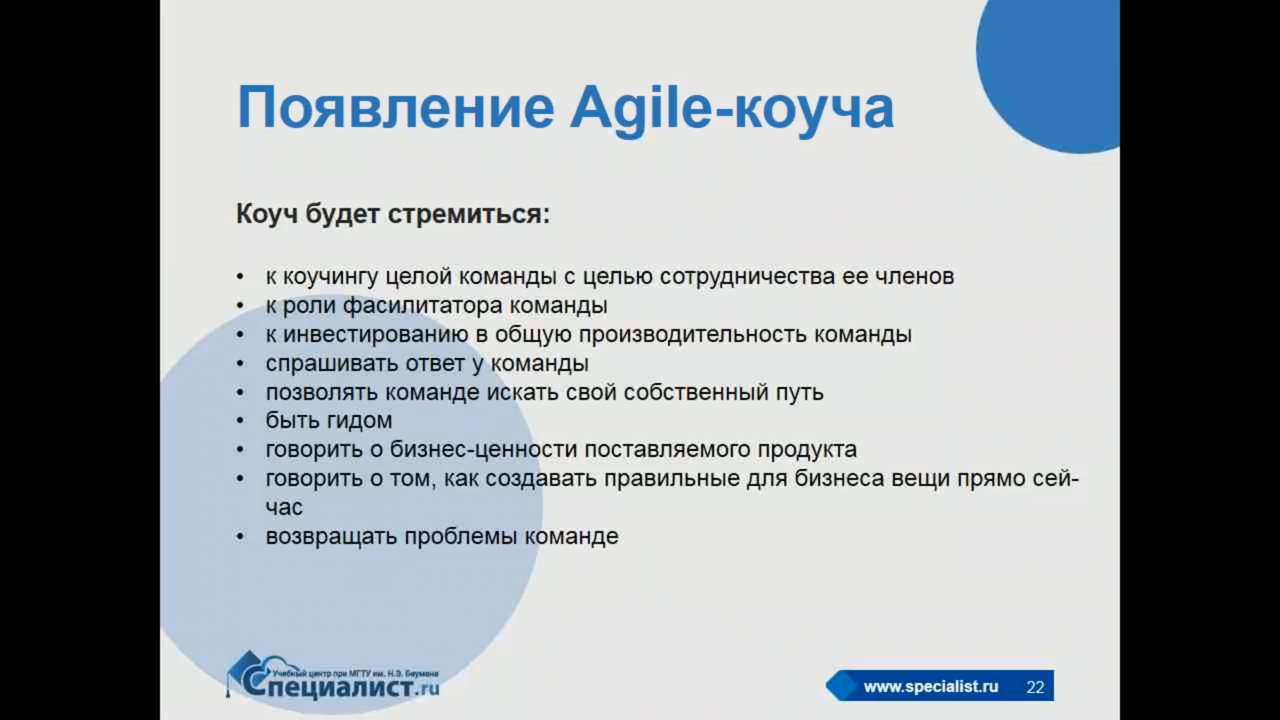 Появление Agile-коуча
Коуч будет стремиться:
• к коучингу целой команды с целью сотрудничества ее членов
• к роли фасилитатора команды
• к инвестированию в общую производительность команды
• спрашивать ответ у команды
• позволять команде искать свой собственный путь
• быть гидом
• говорить о бизнес-ценности поставляемого продукта
• говорить о том, как создавать правильные для бизнеса вещи прямо сей-
час
• возвращать проблемы команде
Учебный центр при МГТУ им. Н.Э. Баумана
Специалист.ru
www.specialist.ru 22